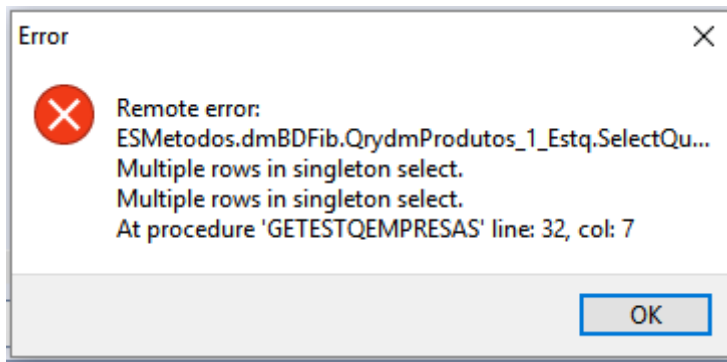 Error
Remote error:
ESMetodos.dmBDFib.QrydmProdutos_1_Estq.SelectQu...
Multiple rows in singleton select.
Multiple rows in singleton select.
At procedure 'GETESTQEMPRESAS' line: 32, col: 7
OK